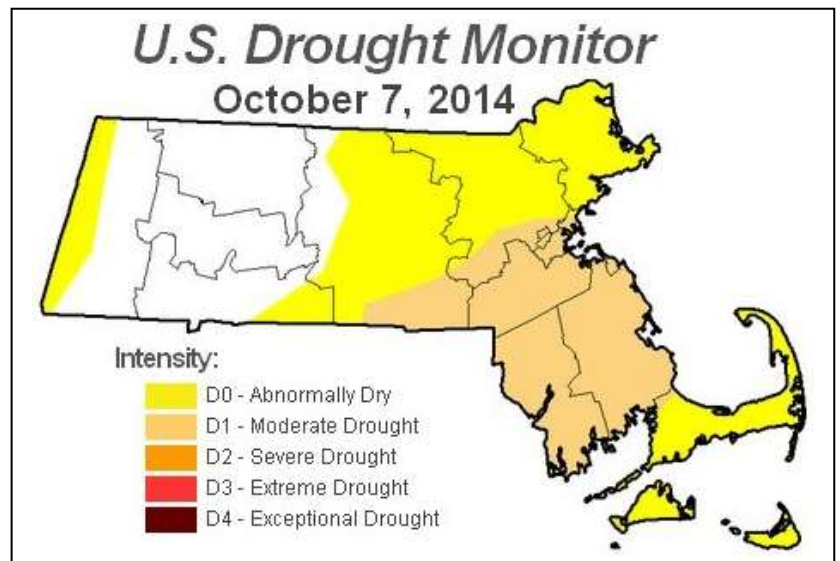 U.S. Drought Monitor
October 7, 2014
Intensity:
D0 - Abnormally Dry
D1 - Moderate Drought
D2 - Severe Drought
D3 - Extreme Drought
D4 - Exceptional Drought